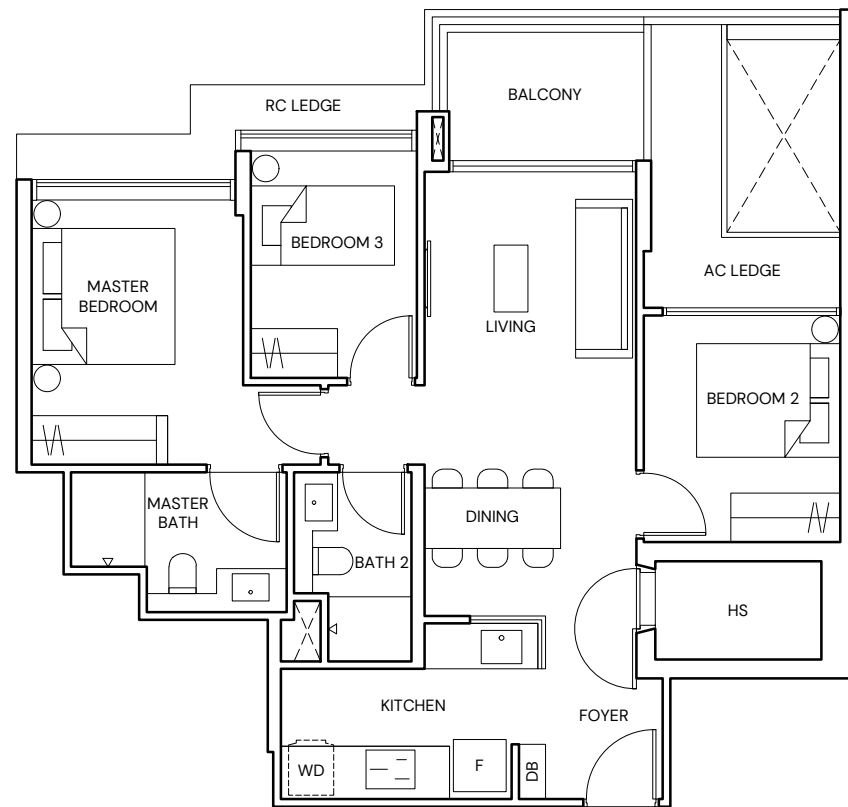 BALCONY
RC LEDGE
BEDROOM 3
MASTER
BEDROOM
AC LEDGE
LIVING
BEDROOM 2
MASTER
BATH
DINING
BATH 2
HS
KITCHEN
FOYER
WD
F
DB